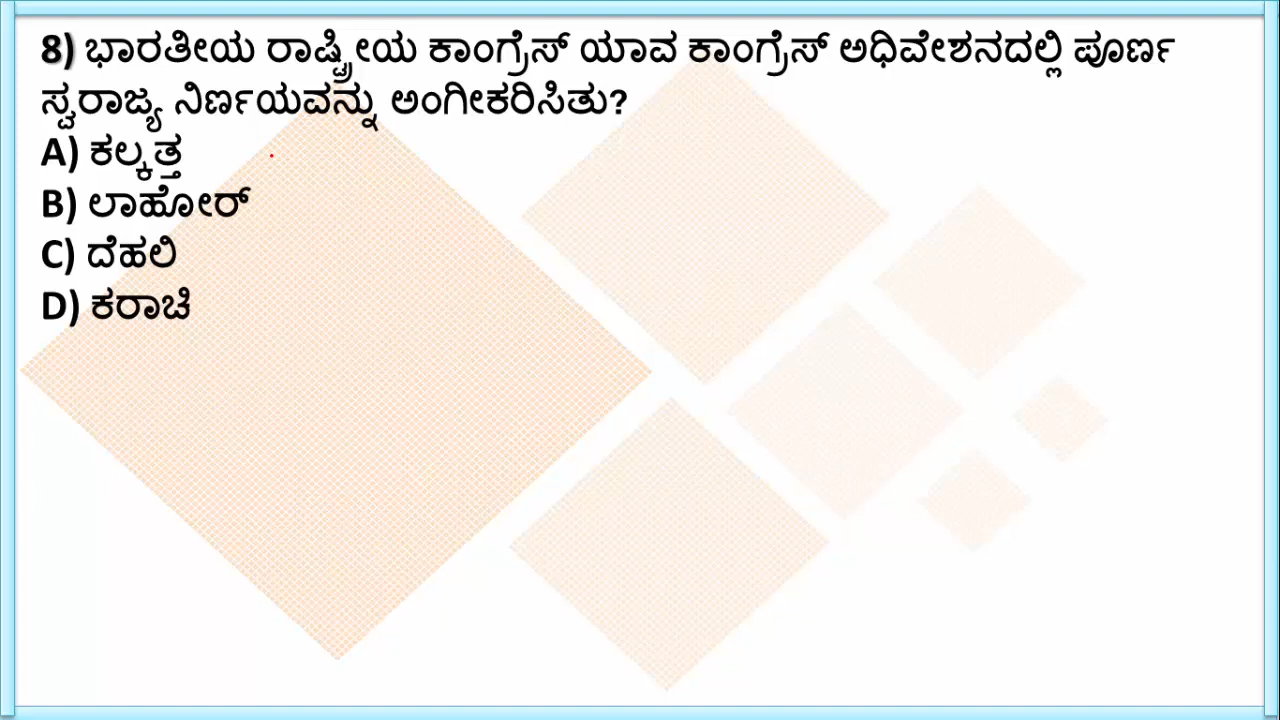 8) ಭಾರತೀಯ ರಾಷ್ಟ್ರೀಯ ಕಾಂಗ್ರೆಸ್ ಯಾವ ಕಾಂಗ್ರೆಸ್ ಅಧಿವೇಶನದಲ್ಲಿ ಪೂರ್ಣ
ಸ್ವರಾಜ್ಯ ನಿರ್ಣಯವನ್ನು ಅಂಗೀಕರಿಸಿತು?
A) ಕಲ್ಕತ್ತ
B) ಲಾಹೋರ್
C) ದೆಹಲಿ
D) ಕರಾಚಿ